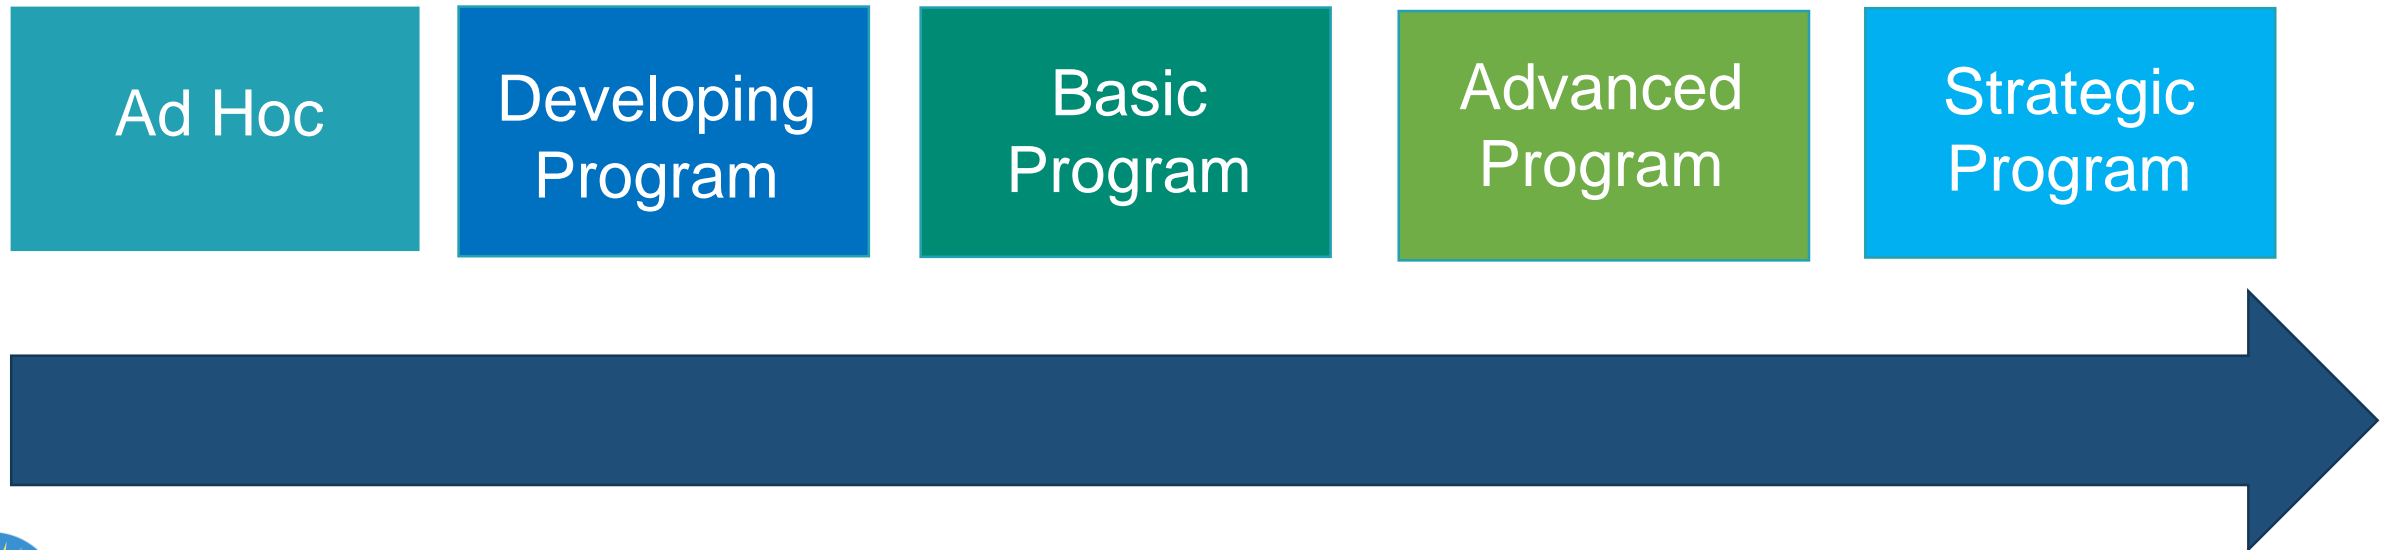 Ad Hoc
Developing
Program
Basic
Program
Advanced
Program
Strategic
Program